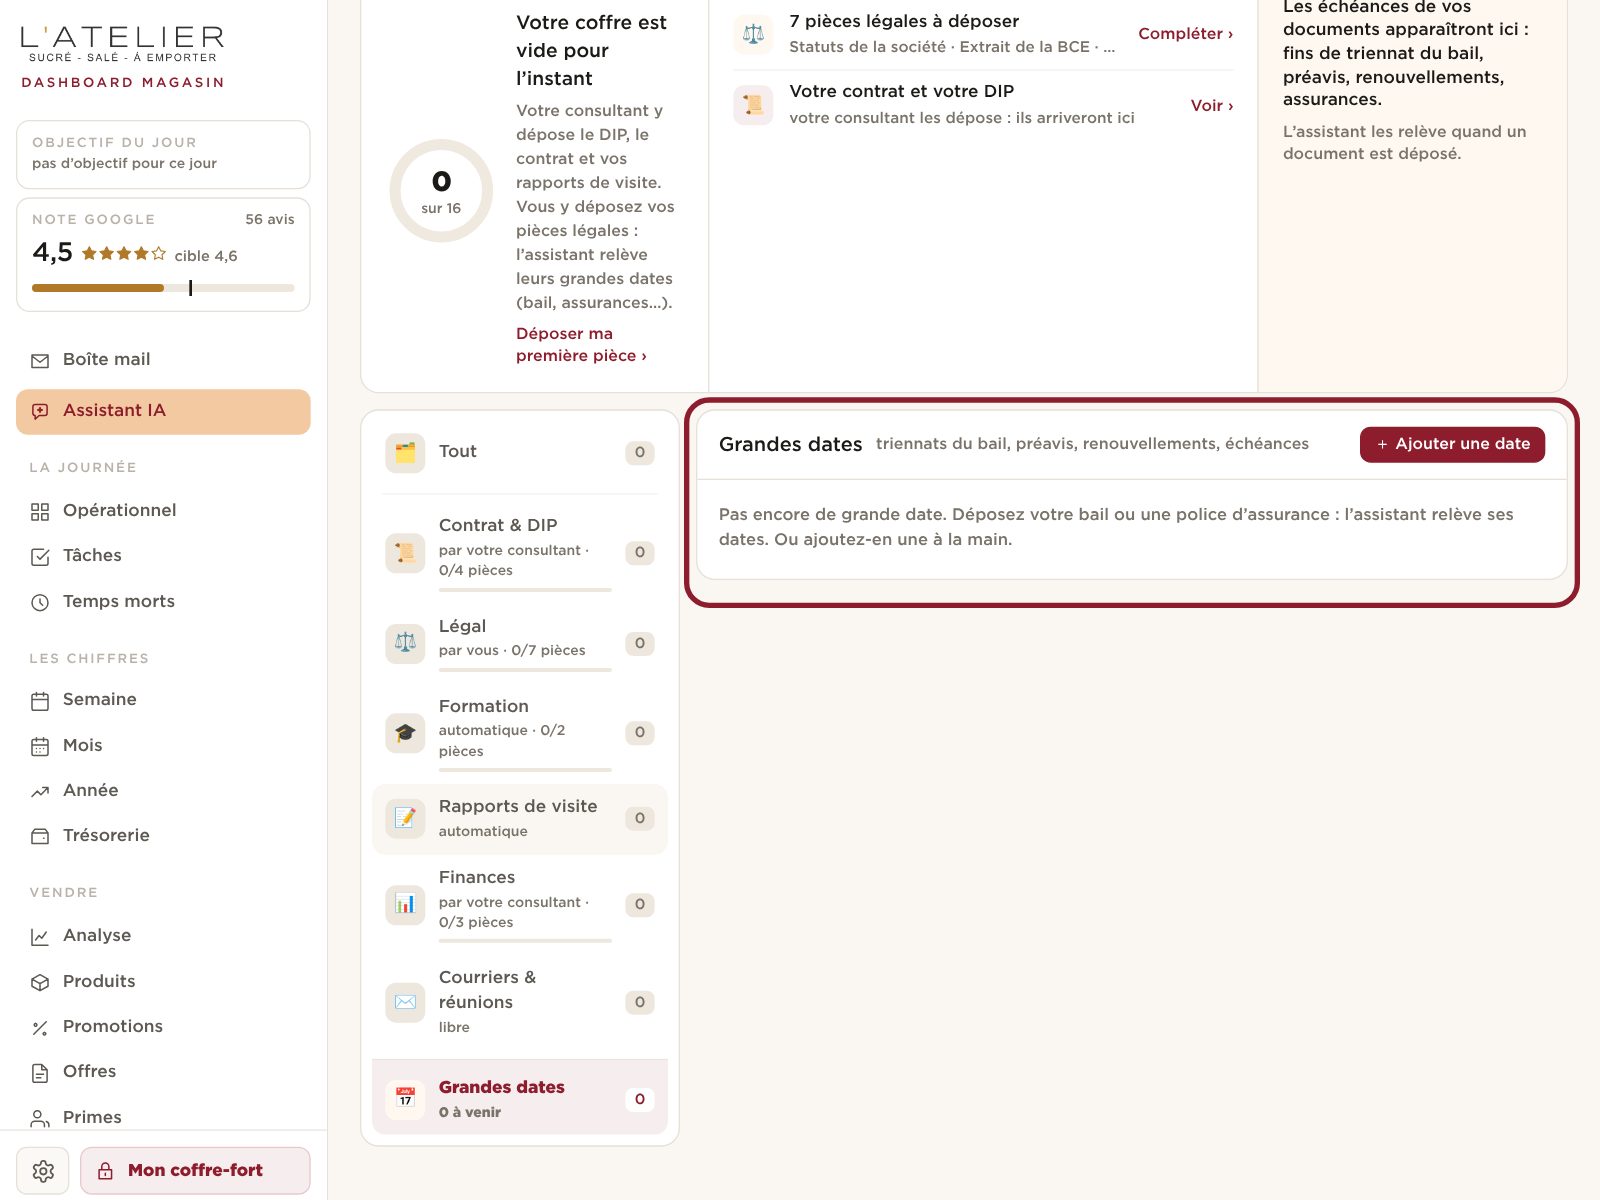 L'ATELIER
SUCRÉ - SALÉ - À EMPORTER
DASHBOARD MAGASIN
OBJECTIF DU JOUR
pas d’objectif pour ce jour
NOTE GOOGLE
56 avis
4,5
cible 4,6
Boîte mail
Assistant IA
LA JOURNÉE
Opérationnel
Tâches
Temps morts
LES CHIFFRES
Semaine
Mois
Année
Trésorerie
VENDRE
Analyse
Produits
Promotions
Offres
Primes
Mon coffre-fort
0
sur 16
Votre coffre est
vide pour
l’instant
Votre consultant y
dépose le DIP, le
contrat et vos
rapports de visite.
Vous y déposez vos
pièces légales :
l’assistant relève
leurs grandes dates
(bail, assurances…).
Déposer ma
première pièce ›
7 pièces légales à déposer
Statuts de la société · Extrait de la BCE · …
Compléter ›
Votre contrat et votre DIP
votre consultant les dépose : ils arriveront ici
Voir ›
Les échéances de vos
documents apparaîtront ici :
fins de triennat du bail,
préavis, renouvellements,
assurances.
L’assistant les relève quand un
document est déposé.
Tout
0
Contrat & DIP
par votre consultant ·
0/4 pièces
0
Légal
par vous · 0/7 pièces
0
Formation
automatique · 0/2
pièces
0
Rapports de visite
automatique
0
Finances
par votre consultant ·
0/3 pièces
0
Courriers &
réunions
libre
0
Grandes dates
0 à venir
0
Grandes dates triennats du bail, préavis, renouvellements, échéances
+ Ajouter une date
Pas encore de grande date. Déposez votre bail ou une police d’assurance : l’assistant relève ses
dates. Ou ajoutez-en une à la main.